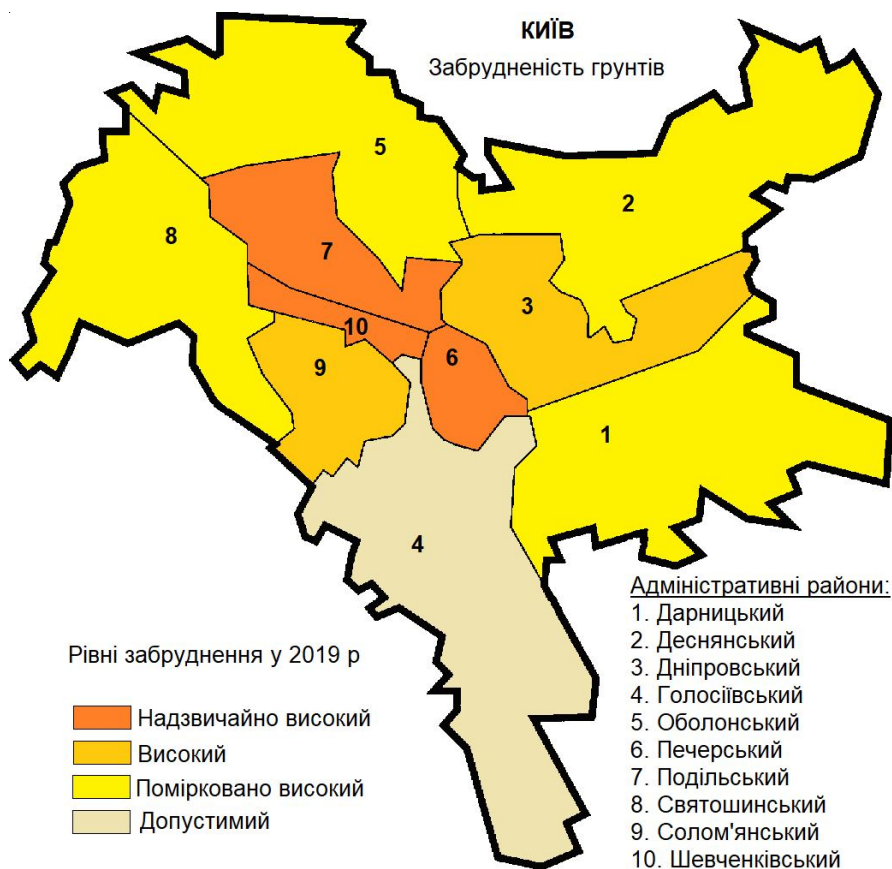 КИЇВ
Забрудненість грунтів
5
2
8
7
3
10
6
9
1
4
Рівні забруднення у 2019 р
Надзвичайно високий
Високий
Помірковано високий
Допустимий
Адміністративні райони:
1. Дарницький
2. Деснянський
3. Дніпровський
4. Голосіївський
5. Оболонський
6. Печерський
7. Подільський
8. Святошинський
9. Солом'янський
10. Шевченківський